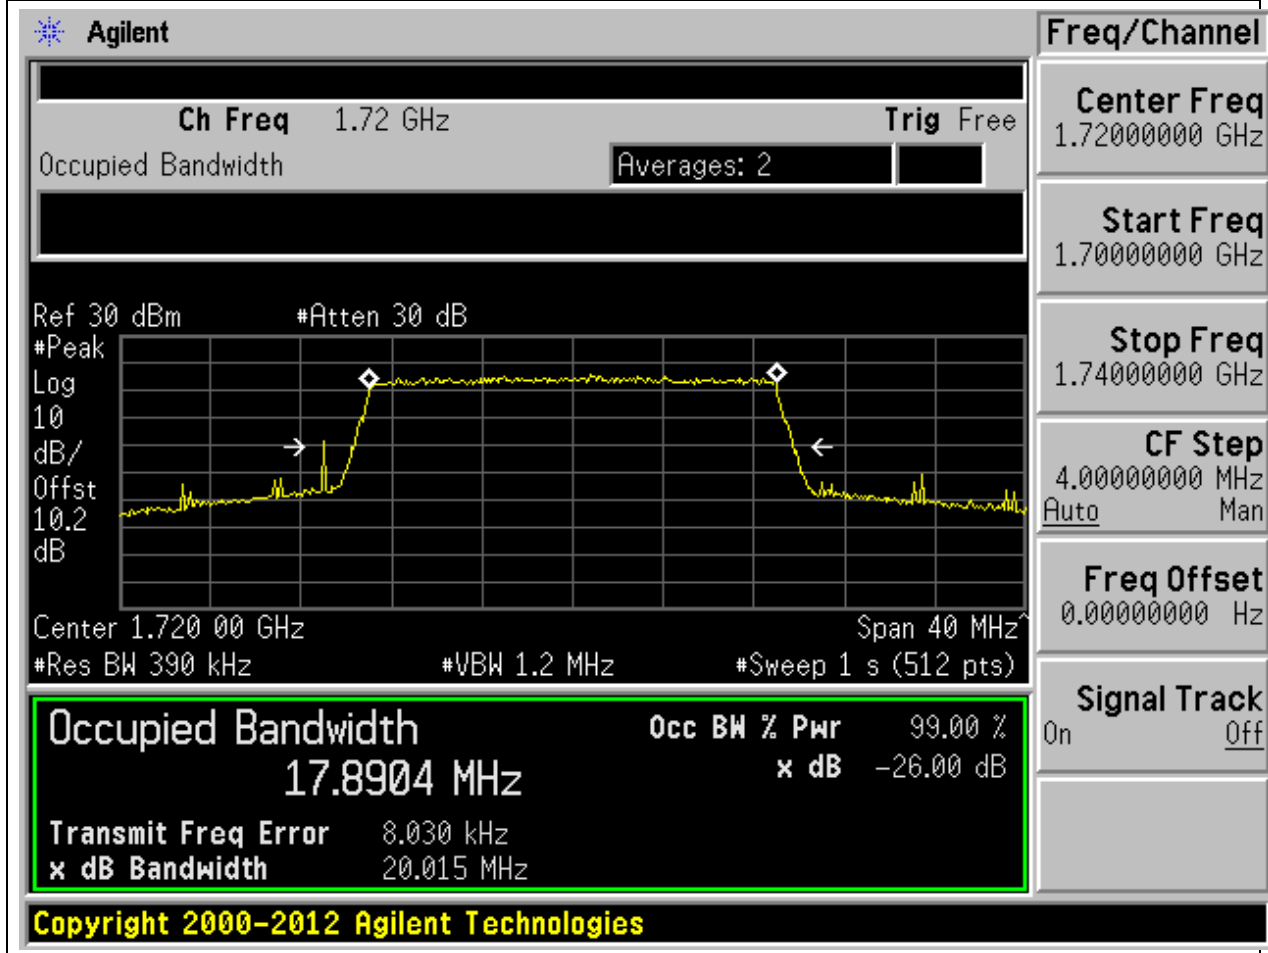 Agilent
Freq/Channel
Ch Freq 1.72 GHz Trig Free
Occupied Bandwidth Averages: 2
Center Freq
1.72000000 GHz
Start Freq
1.70000000 GHz
Stop Freq
1.74000000 GHz
CF Step
4.00000000 MHz
Auto Man
Freq Offset
0.00000000 Hz
Signal Track
On Off
Ref 30 dBm #Atten 30 dB
#Peak
Log
10
dB/
Offst
10.2
dB
Center 1.720 00 GHz Span 40 MHz^
#Res BW 390 kHz #VBW 1.2 MHz #Sweep 1 s (512 pts)
Occupied Bandwidth Occ BW % Pwr 99.00 %
17.8904 MHz x dB -26.00 dB
Transmit Freq Error 8.030 kHz
x dB Bandwidth 20.015 MHz
Copyright 2000-2012 Agilent Technologies